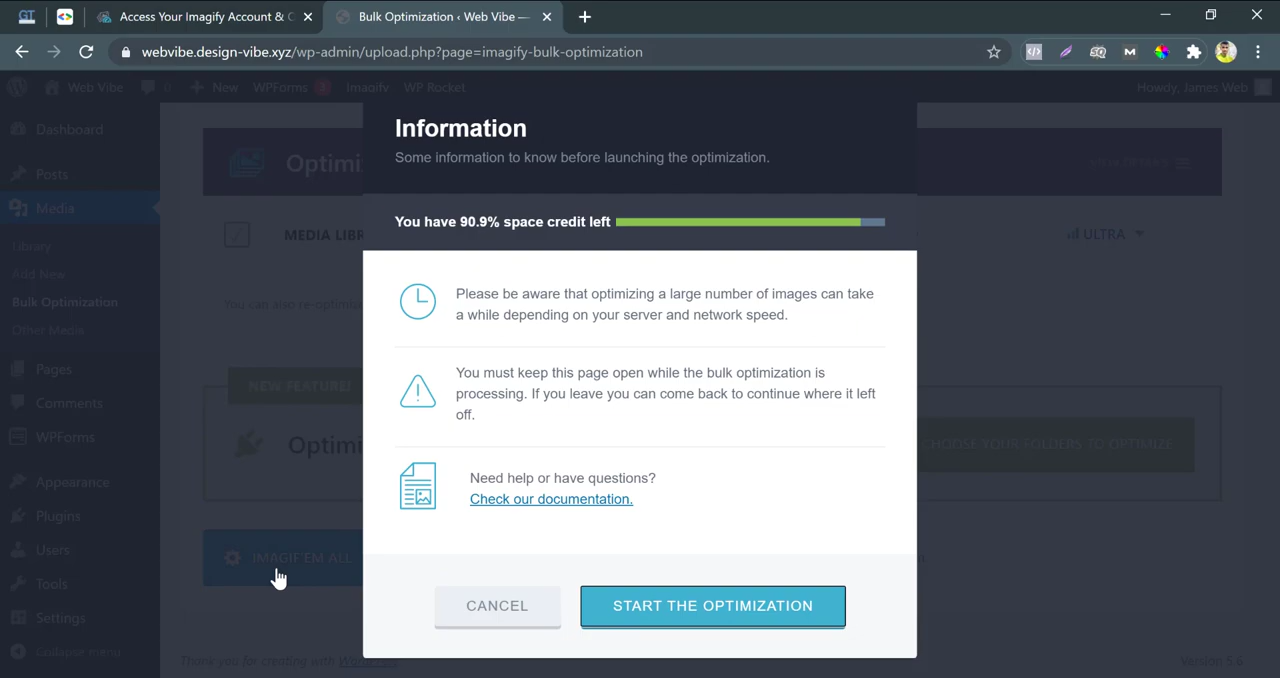 GT
Access Your Imagify Account & C
Bulk Optimization ‹ Web Vibe —
webvibe.design-vibe.xyz/wp-admin/upload.php?page=imagify-bulk-optimization
Web Vibe
0
New
WPForms
Imagify
WP Rocket
Howdy, James Web
Dashboard
Posts
Media
Library
Add New
Bulk Optimization
Other Media
Pages
Comments
WPForms
Appearance
Plugins
Users
Tools
Settings
Collapse menu
Optimi
VIEW DETAILS
MEDIA LIBR
ULTRA
You can also re-optimize
NEW FEATURE!
Optimi
CHOOSE YOUR FOLDERS TO OPTIMIZE
IMAGIF'EM ALL
Information
Some information to know before launching the optimization.
You have 90.9% space credit left
Please be aware that optimizing a large number of images can take
a while depending on your server and network speed.
You must keep this page open while the bulk optimization is
processing. If you leave you can come back to continue where it left
off.
Need help or have questions?
Check our documentation.
CANCEL
START THE OPTIMIZATION
Thank you for creating with
Version 5.6